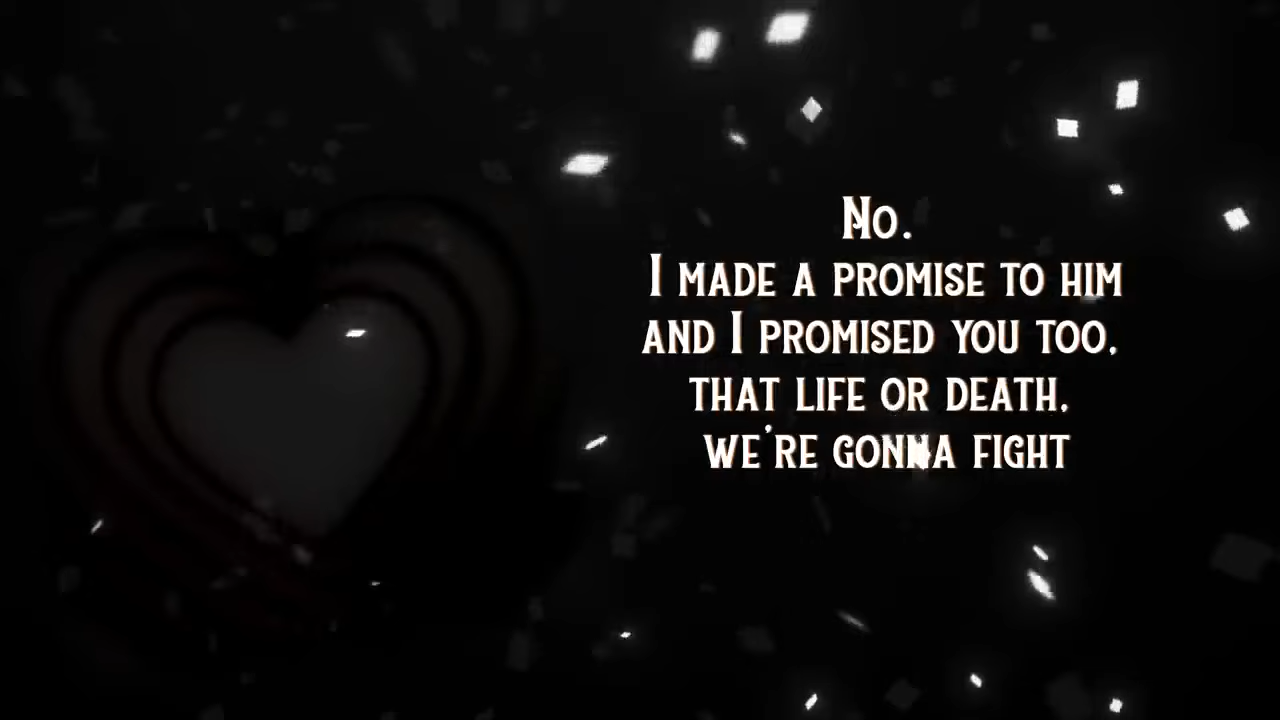 No.
I made a promise to him
and I promised you too,
that life or death,
we're gonna fight